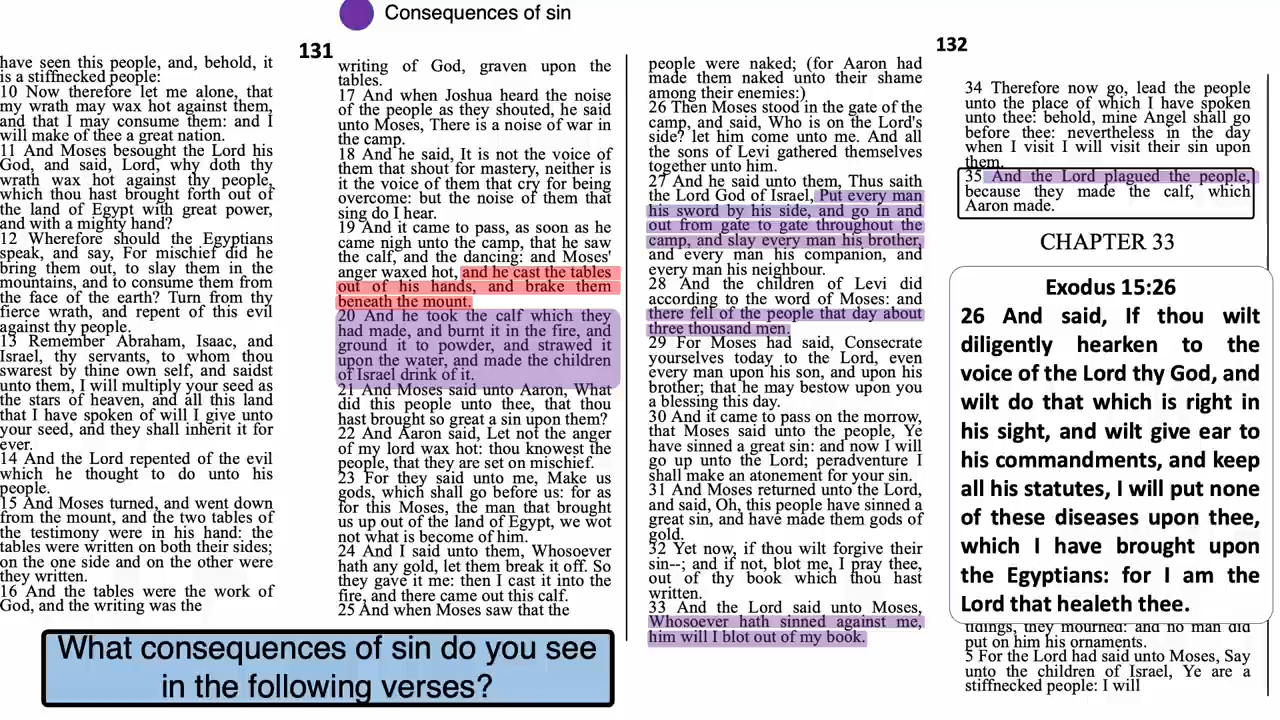 Consequences of sin
131
132
have seen this people, and, behold, it
is a stiffnecked people:
10 Now therefore let me alone, that
my wrath may wax hot against them,
and that I may consume them: and I
will make of thee a great nation.
11 And Moses besought the Lord his
God, and said, Lord, why doth thy
wrath wax hot against thy people,
which thou hast brought forth out of
the land of Egypt with great power,
and with a mighty hand?
12 Wherefore should the Egyptians
speak, and say, For mischief did he
bring them out, to slay them in the
mountains, and to consume them from
the face of the earth? Turn from thy
fierce wrath, and repent of this evil
against thy people.
13 Remember Abraham, Isaac, and
Israel, thy servants, to whom thou
swarest by thine own self, and saidst
unto them, I will multiply your seed as
the stars of heaven, and all this land
that I have spoken of will I give unto
your seed, and they shall inherit it for
ever.
14 And the Lord repented of the evil
which he thought to do unto his
people.
15 And Moses turned, and went down
from the mount, and the two tables of
the testimony were in his hand: the
tables were written on both their sides;
on the one side and on the other were
they written.
16 And the tables were the work of
God, and the writing was the
writing of God, graven upon the
tables.
17 And when Joshua heard the noise
of the people as they shouted, he said
unto Moses, There is a noise of war in
the camp.
18 And he said, It is not the voice of
them that shout for mastery, neither is
it the voice of them that cry for being
overcome: but the noise of them that
sing do I hear.
19 And it came to pass, as soon as he
came nigh unto the camp, that he saw
the calf, and the dancing: and Moses'
anger waxed hot, and he cast the tables
out of his hands, and brake them
beneath the mount.
20 And he took the calf which they
had made, and burnt it in the fire, and
ground it to powder, and strawed it
upon the water, and made the children
of Israel drink of it.
21 And Moses said unto Aaron, What
did this people unto thee, that thou
hast brought so great a sin upon them?
22 And Aaron said, Let not the anger
of my lord wax hot: thou knowest the
people, that they are set on mischief.
23 For they said unto me, Make us
gods, which shall go before us: for as
for this Moses, the man that brought
us up out of the land of Egypt, we wot
not what is become of him.
24 And I said unto them, Whosoever
hath any gold, let them break it off. So
they gave it me: then I cast it into the
fire, and there came out this calf.
25 And when Moses saw that the
people were naked; (for Aaron had
made them naked unto their shame
among their enemies:)
26 Then Moses stood in the gate of the
camp, and said, Who is on the Lord's
side? let him come unto me. And all
the sons of Levi gathered themselves
together unto him.
27 And he said unto them, Thus saith
the Lord God of Israel, Put every man
his sword by his side, and go in and
out from gate to gate throughout the
camp, and slay every man his brother,
and every man his companion, and
every man his neighbour.
28 And the children of Levi did
according to the word of Moses: and
there fell of the people that day about
three thousand men.
29 For Moses had said, Consecrate
yourselves today to the Lord, even
every man upon his son, and upon his
brother; that he may bestow upon you
a blessing this day.
30 And it came to pass on the morrow,
that Moses said unto the people, Ye
have sinned a great sin: and now I will
go up unto the Lord; peradventure I
shall make an atonement for your sin.
31 And Moses returned unto the Lord,
and said, Oh, this people have sinned a
great sin, and have made them gods of
gold.
32 Yet now, if thou wilt forgive their
sin--; and if not, blot me, I pray thee,
out of thy book which thou hast
written.
33 And the Lord said unto Moses,
Whosoever hath sinned against me,
him will I blot out of my book.
34 Therefore now go, lead the people
unto the place of which I have spoken
unto thee: behold, mine Angel shall go
before thee: nevertheless in the day
when I visit I will visit their sin upon
them.
35 And the Lord plagued the people,
because they made the calf, which
Aaron made.
CHAPTER 33
Exodus 15:26
26 And said, If thou wilt
diligently hearken to the
voice of the Lord thy God, and
wilt do that which is right in
his sight, and wilt give ear to
his commandments, and keep
all his statutes, I will put none
of these diseases upon thee,
which I have brought upon
the Egyptians: for I am the
Lord that healeth thee.
tidings, they mourned: and no man did
put on him his ornaments.
5 For the Lord had said unto Moses, Say
unto the children of Israel, Ye are a
stiffnecked people: I will
What consequences of sin do you see
in the following verses?